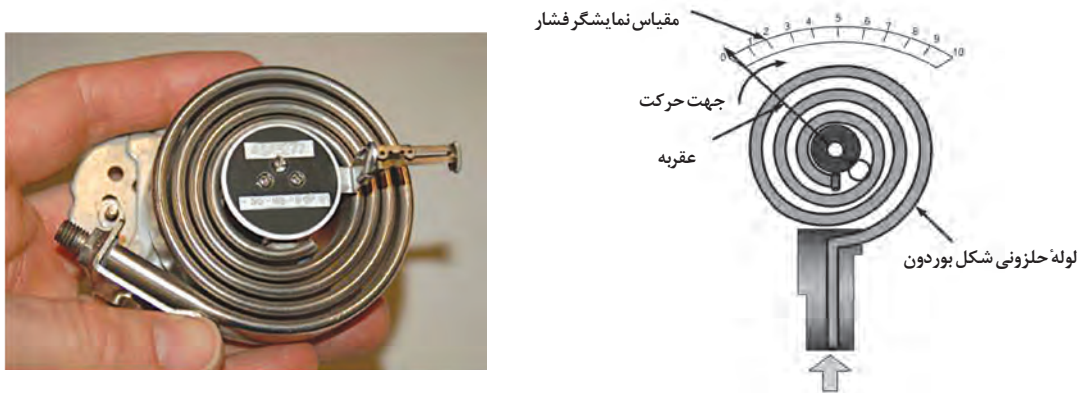 مقیاس نمایشگر فشار
0 1 2 3 4 5 6 7 8 9 10
جهت حرکت
عقربه
لولهٔ حلزونی شکل بوردون